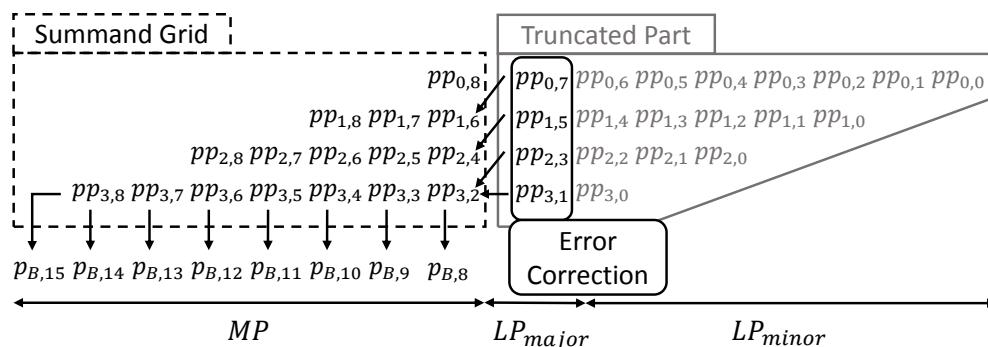 Summand Grid Truncated Part
pp0,8 pp0,7 pp0,6 pp0,5 pp0,4 pp0,3 pp0,2 pp0,1 pp0,0
pp1,8 pp1,7 pp1,6 pp1,5 pp1,4 pp1,3 pp1,2 pp1,1 pp1,0
pp2,8 pp2,7 pp2,6 pp2,5 pp2,4 pp2,3 pp2,2 pp2,1 pp2,0
pp3,8 pp3,7 pp3,6 pp3,5 pp3,4 pp3,3 pp3,2 pp3,1 pp3,0
Error
Correction
pB,15 pB,14 pB,13 pB,12 pB,11 pB,10 pB,9 pB,8
MP LPmajor LPminor